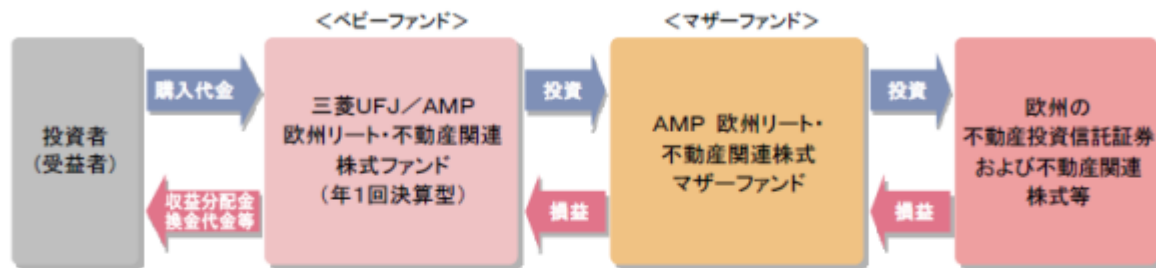 ＜ベビーファンド＞
＜マザーファンド＞
投資者
（受益者）
購入代金
収益分配金
換金代金等
三菱UFJ／AMP
欧州リート・不動産関連
株式ファンド
（年1回決算型）
投資
損益
AMP 欧州リート・
不動産関連株式
マザーファンド
投資
損益
欧州の
不動産投資信託証券
および不動産関連
株式等